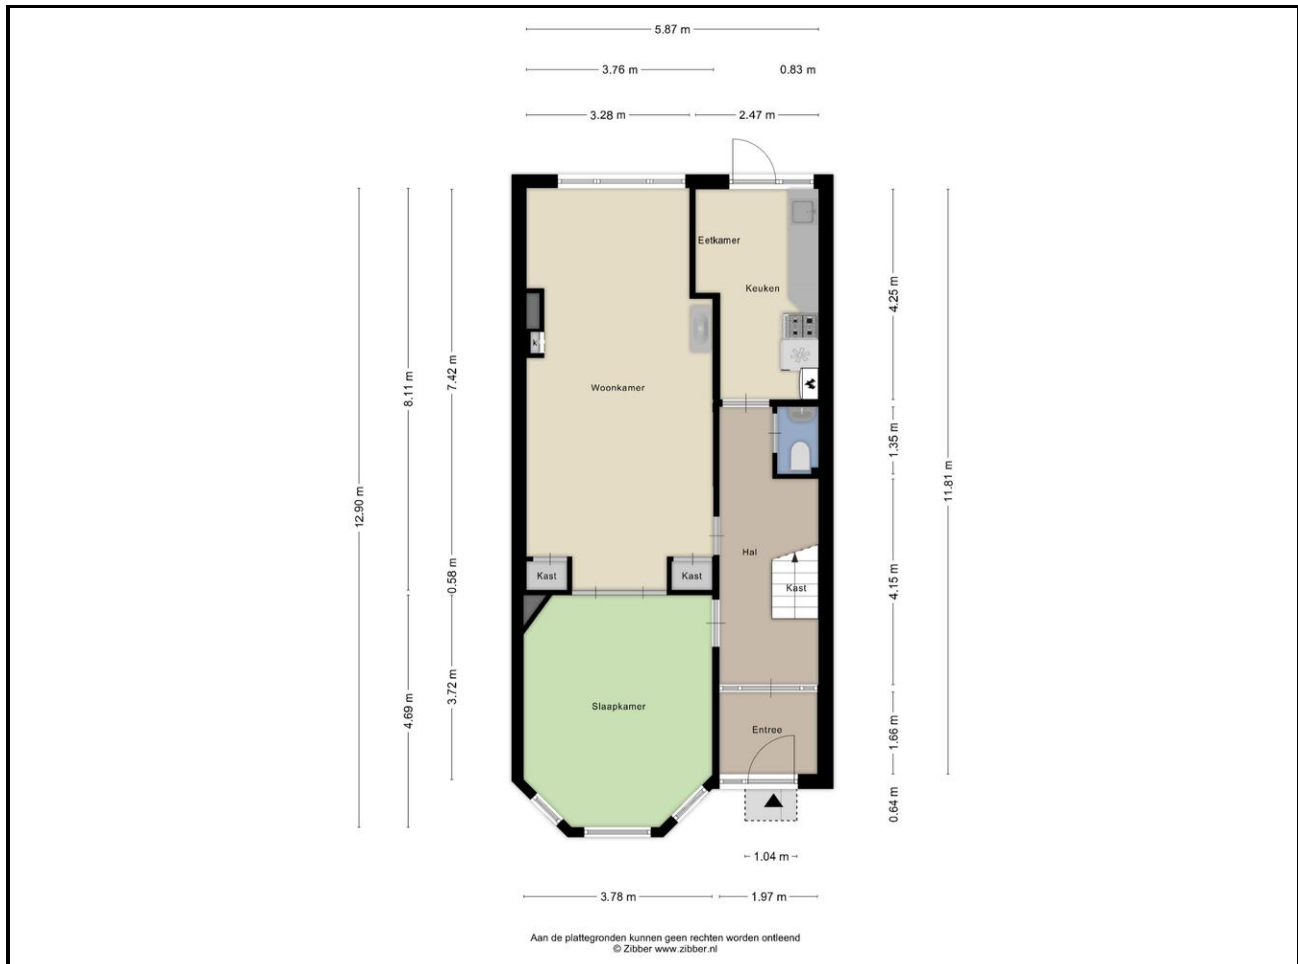 5.87 m
3.76 m
0.83 m
3.28 m
2.47 m
Eetkamer
Keuken
4.25 m
7.42 m
8.11 m
Woonkamer
1.35 m
11.81 m
12.90 m
Hal
0.58 m
Kast
Kast
Kast
4.15 m
3.72 m
4.69 m
Slaapkamer
Entree
1.66 m
0.64 m
1.04 m
3.78 m
1.97 m
Aan de plattegronden kunnen geen rechten worden ontleend
© Zibber www.zibber.nl